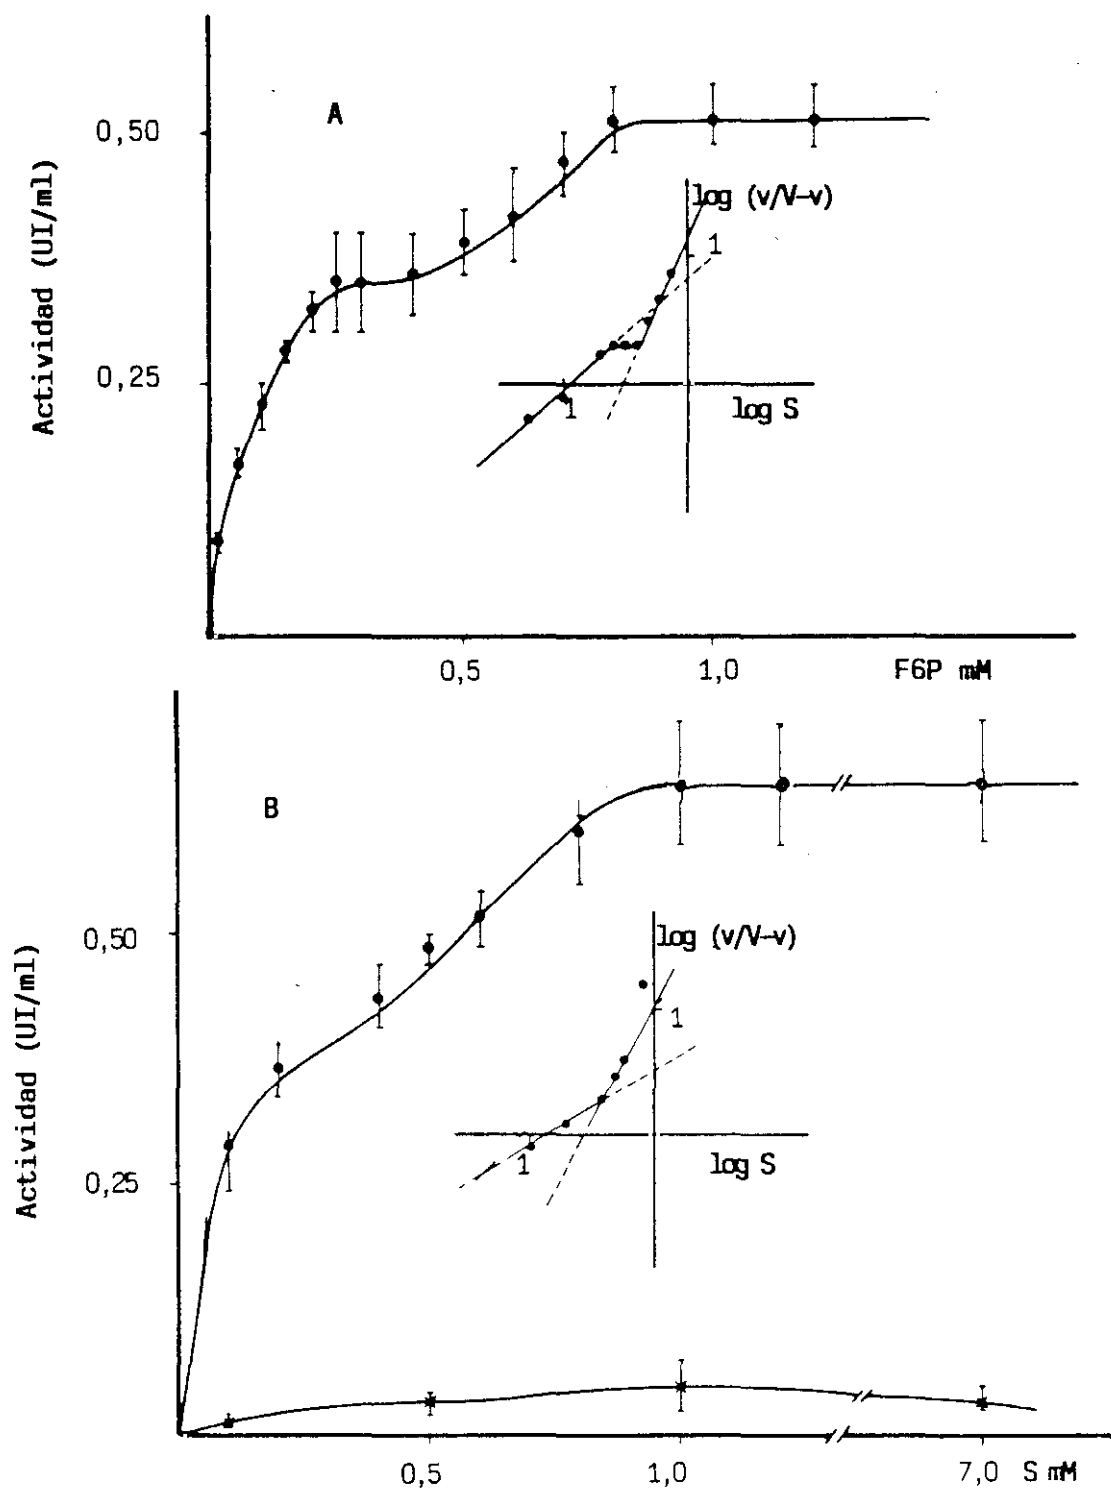 A
0,50
0,25
Actividad (UI/ml)
log (v/V-v)
1
1
log S
0,5
1,0
F6P mM
B
0,50
0,25
Actividad (UI/ml)
log (v/V-v)
1
1
log S
0,5
1,0
7,0
S mM